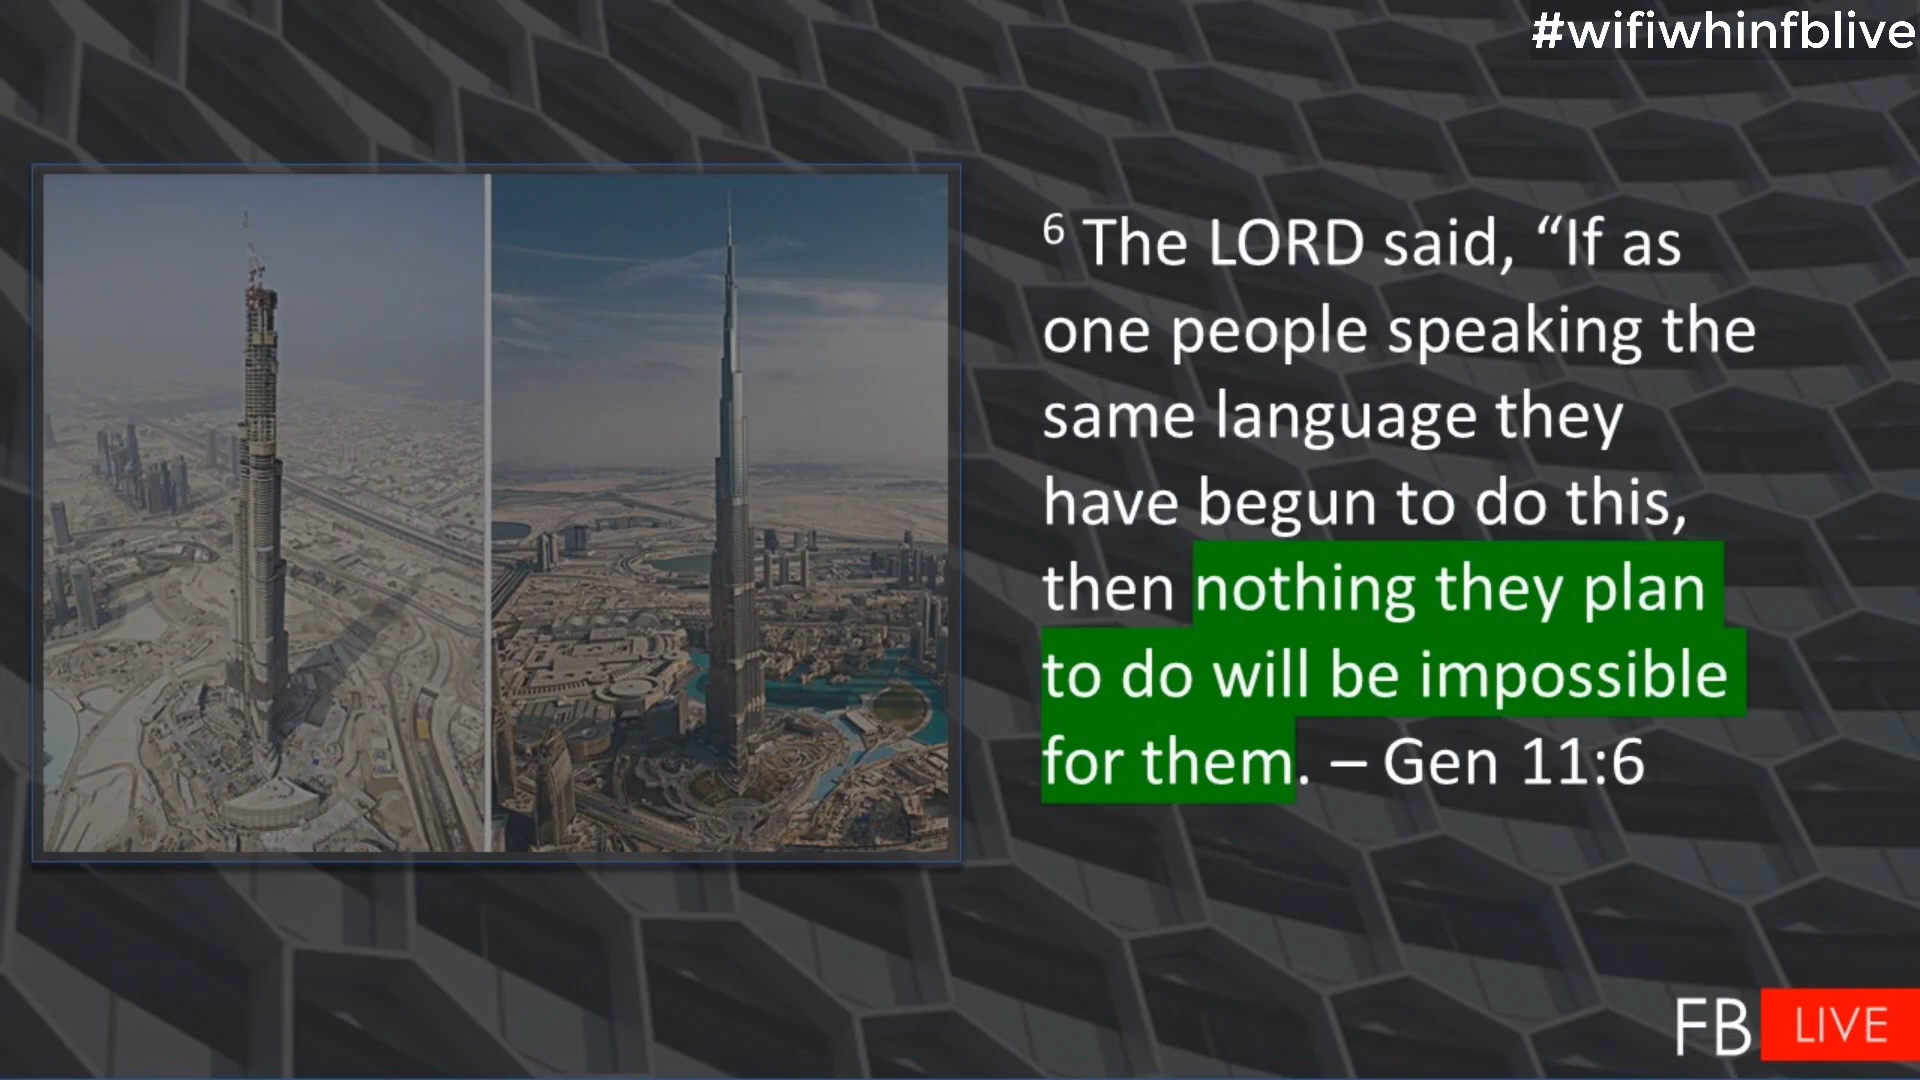 #wifiwhinfblive
⁶ The LORD said, “If as
one people speaking the
same language they
have begun to do this,
then nothing they plan
to do will be impossible
for them. – Gen 11:6
FB LIVE